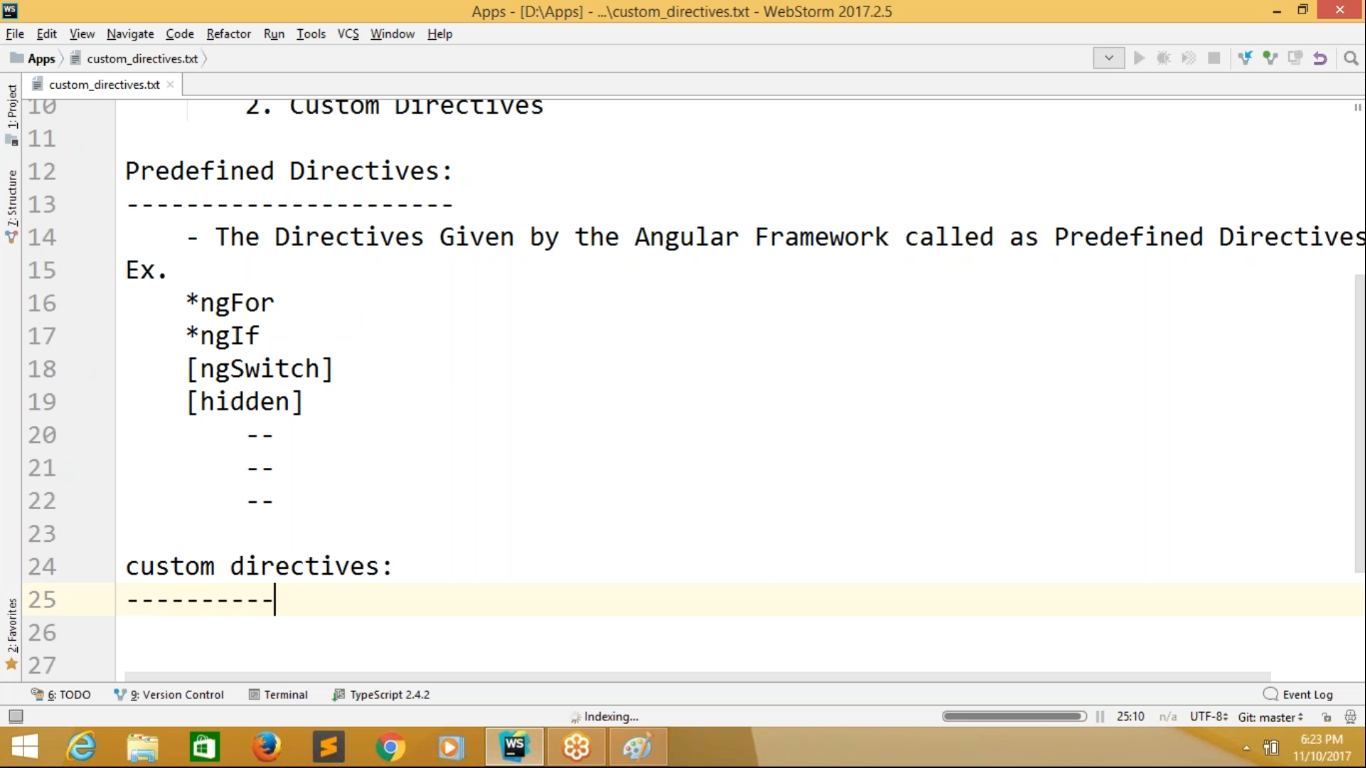 WS
Apps - [D:\Apps] - ...\custom_directives.txt - WebStorm 2017.2.5
File Edit View Navigate Code Refactor Run Tools VCS Window Help
Apps custom_directives.txt
custom_directives.txt
1: Project
7: Structure
2: Favorites
10 2. Custom Directives
11
12 Predefined Directives:
13 ----------------------
14 - The Directives Given by the Angular Framework called as Predefined Directives
15 Ex.
16 *ngFor
17 *ngIf
18 [ngSwitch]
19 [hidden]
20 --
21 --
22 --
23
24 custom directives:
25 ----------
26
27
6: TODO 9: Version Control Terminal TypeScript 2.4.2 Event Log
Indexing... 25:10 n/a UTF-8 Git: master
WS
6:23 PM
11/10/2017